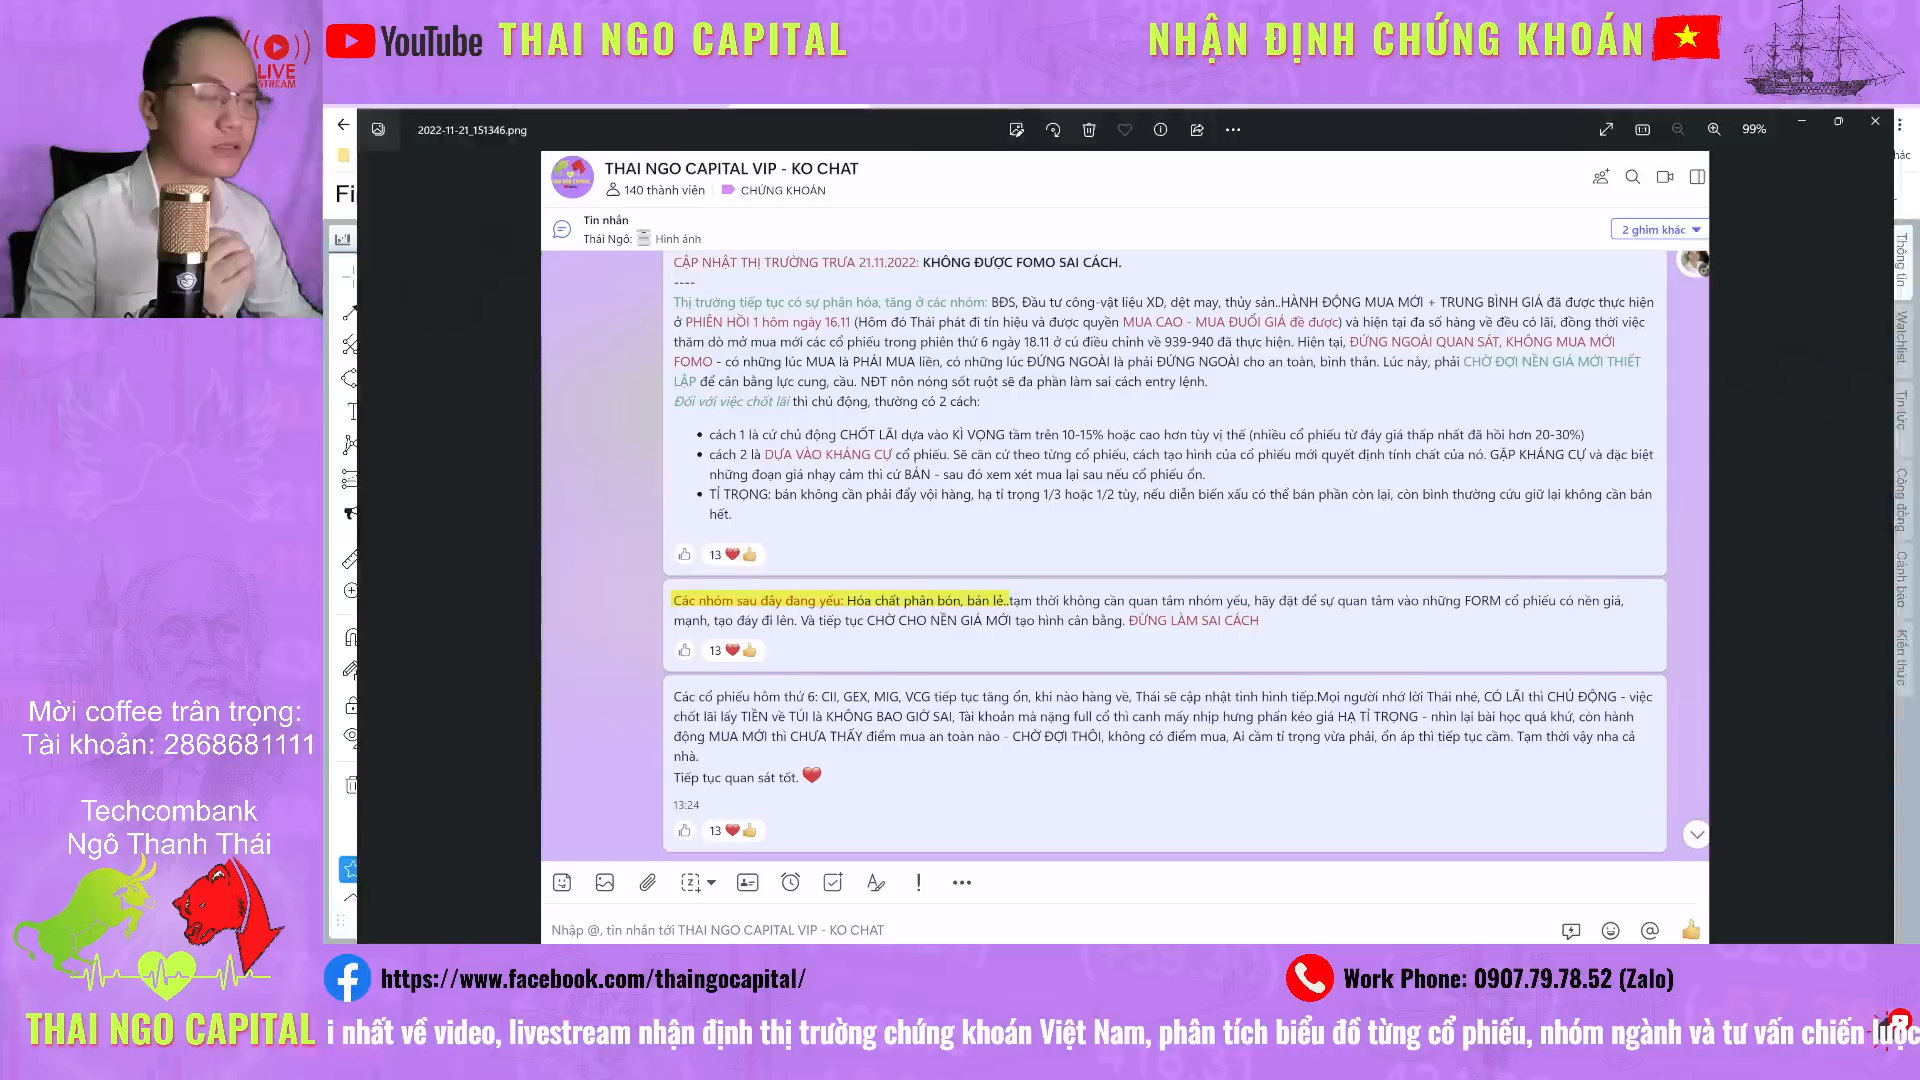 LIVE
STREAM
YouTube THAI NGO CAPITAL
NHẬN ĐỊNH CHỨNG KHOÁN
2022-11-21_151346.png
99%
Fi
THAI NGO CAPITAL VIP - KO CHAT
140 thành viên CHỨNG KHOÁN
Tin nhắn
Thái Ngô: Hình ảnh
2 ghim khác
CẬP NHẬT THỊ TRƯỜNG TRƯA 21.11.2022: KHÔNG ĐƯỢC FOMO SAI CÁCH.
----
Thị trường tiếp tục có sự phân hóa, tăng ở các nhóm: BĐS, Đầu tư công-vật liệu XD, dệt may, thủy sản..HÀNH ĐỘNG MUA MỚI + TRUNG BÌNH GIÁ đã được thực hiện
ở PHIÊN HỒI 1 hôm ngày 16.11 (Hôm đó Thái phát đi tín hiệu và được quyền MUA CAO - MUA ĐUỔI GIÁ đề được) và hiện tại đa số hàng về đều có lãi, đồng thời việc
thăm dò mở mua mới các cổ phiếu trong phiên thứ 6 ngày 18.11 ở cú điều chỉnh về 939-940 đã thực hiện. Hiện tại, ĐỨNG NGOÀI QUAN SÁT, KHÔNG MUA MỚI
FOMO - có những lúc MUA là PHẢI MUA liền, có những lúc ĐỨNG NGOÀI là phải ĐỨNG NGOÀI cho an toàn, bình thản. Lúc này, phải CHỜ ĐỢI NỀN GIÁ MỚI THIẾT
LẬP để cân bằng lực cung, cầu. NĐT nôn nóng sốt ruột sẽ đa phần làm sai cách entry lệnh.
Đối với việc chốt lãi thì chủ động, thường có 2 cách:
• cách 1 là cứ chủ động CHỐT LÃI dựa vào KÌ VỌNG tầm trên 10-15% hoặc cao hơn tùy vị thế (nhiều cổ phiếu từ đáy giá thấp nhất đã hồi hơn 20-30%)
• cách 2 là DỰA VÀO KHÁNG CỰ cổ phiếu. Sẽ căn cứ theo từng cổ phiếu, cách tạo hình của cổ phiếu mới quyết định tính chất của nó. GẶP KHÁNG CỰ và đặc biệt
những đoạn giá nhạy cảm thì cứ BÁN - sau đó xem xét mua lại sau nếu cổ phiếu ổn.
• TỈ TRỌNG: bán không cần phải đẩy vội hàng, hạ tỉ trọng 1/3 hoặc 1/2 tùy, nếu diễn biến xấu có thể bán phần còn lại, còn bình thường cứu giữ lại không cần bán
hết.
13
Các nhóm sau đây đang yếu: Hóa chất phân bón, bán lẻ..tạm thời không cần quan tâm nhóm yếu, hãy đặt để sự quan tâm vào những FORM cổ phiếu có nền giá,
mạnh, tạo đáy đi lên. Và tiếp tục CHỜ CHO NỀN GIÁ MỚI tạo hình cân bằng. ĐỪNG LÀM SAI CÁCH
13
Các cổ phiếu hôm thứ 6: CII, GEX, MIG, VCG tiếp tục tăng ổn, khi nào hàng về, Thái sẽ cập nhật tình hình tiếp.Mọi người nhớ lời Thái nhé, CÓ LÃI thì CHỦ ĐỘNG - việc
chốt lãi lấy TIỀN về TÚI là KHÔNG BAO GIỜ SAI, Tài khoản mà nặng full cổ thì canh mấy nhịp hưng phấn kéo giá HẠ TỈ TRỌNG - nhìn lại bài học quá khứ, còn hành
động MUA MỚI thì CHƯA THẤY điểm mua an toàn nào - CHỜ ĐỢI THÔI, không có điểm mua, Ai cầm tỉ trọng vừa phải, ổn áp thì tiếp tục cầm. Tạm thời vậy nha cả
nhà.
Tiếp tục quan sát tốt.
13:24
13
Nhập @, tin nhắn tới THAI NGO CAPITAL VIP - KO CHAT
Thông tin
Watchlist
Tin tức
Cộng đồng
Cảnh báo
Kiến thức
Mời coffee trân trọng:
Tài khoản: 2868681111
Techcombank
Ngô Thanh Thái
THAI NGO CAPITAL
https://www.facebook.com/thaingocapital/
Work Phone: 0907.79.78.52 (Zalo)
i nhất về video, livestream nhận định thị trường chứng khoán Việt Nam, phân tích biểu đồ từng cổ phiếu, nhóm ngành và tư vấn chiến lược